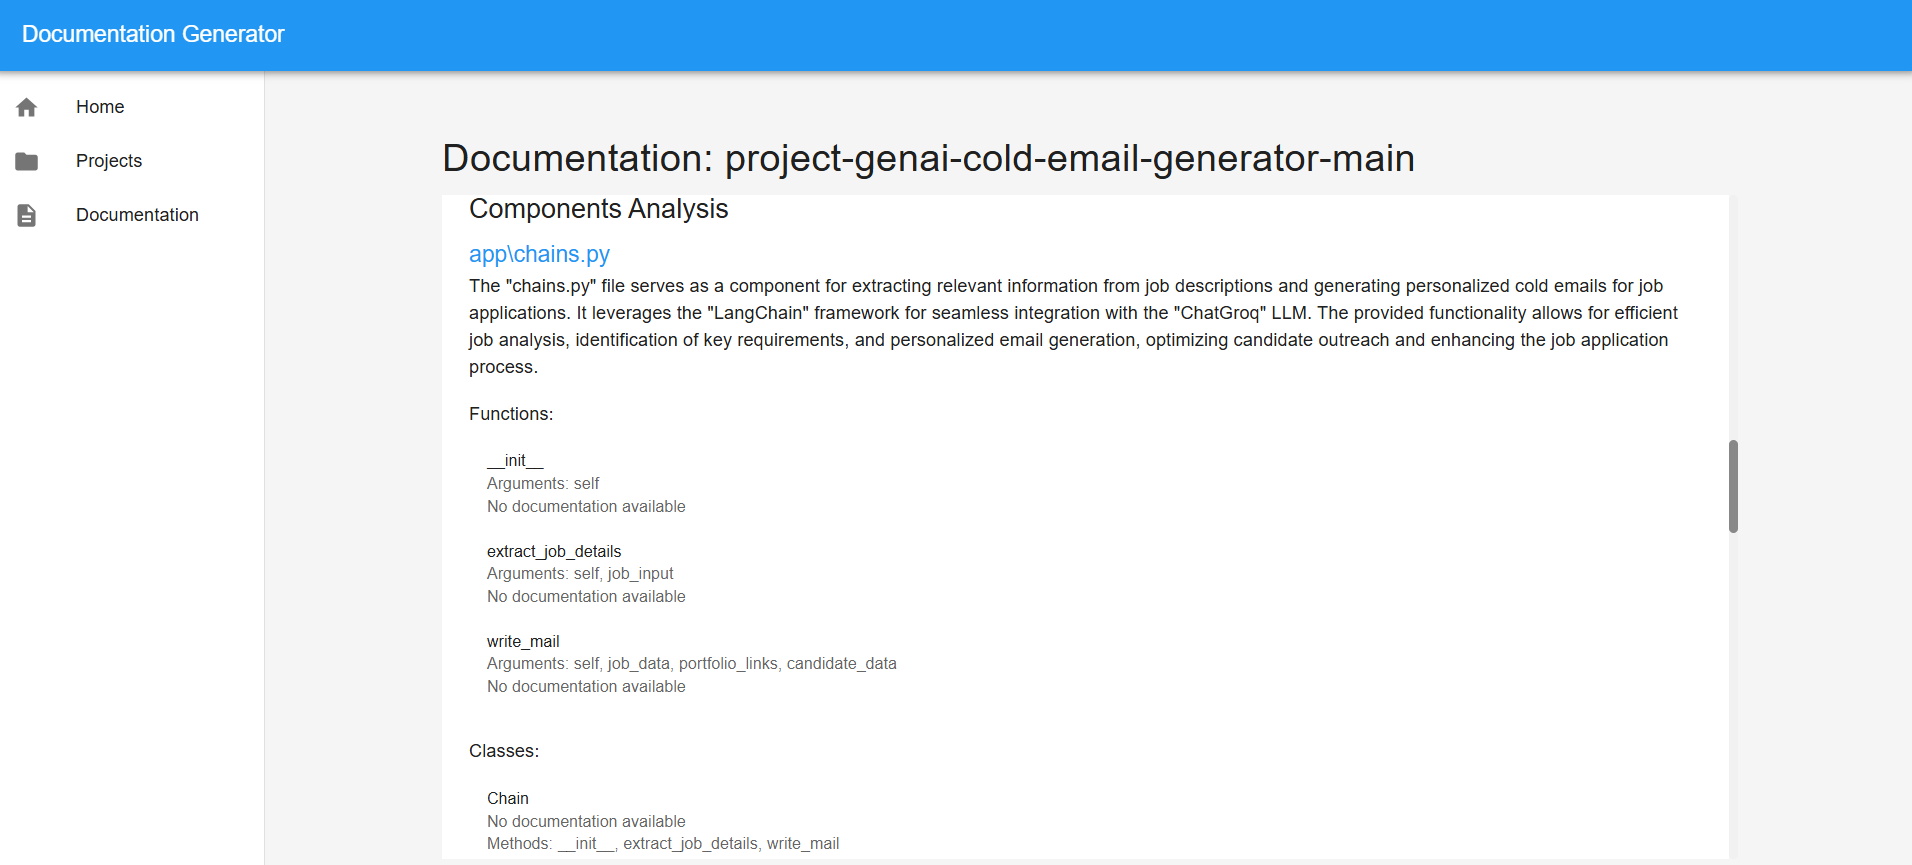 Documentation Generator
Home
Projects
Documentation
Documentation: project-genai-cold-email-generator-main
Components Analysis
app\chains.py
The "chains.py" file serves as a component for extracting relevant information from job descriptions and generating personalized cold emails for job
applications. It leverages the "LangChain" framework for seamless integration with the "ChatGroq" LLM. The provided functionality allows for efficient
job analysis, identification of key requirements, and personalized email generation, optimizing candidate outreach and enhancing the job application
process.
Functions:
__init__
Arguments: self
No documentation available
extract_job_details
Arguments: self, job_input
No documentation available
write_mail
Arguments: self, job_data, portfolio_links, candidate_data
No documentation available
Classes:
Chain
No documentation available
Methods: __init__, extract_job_details, write_mail